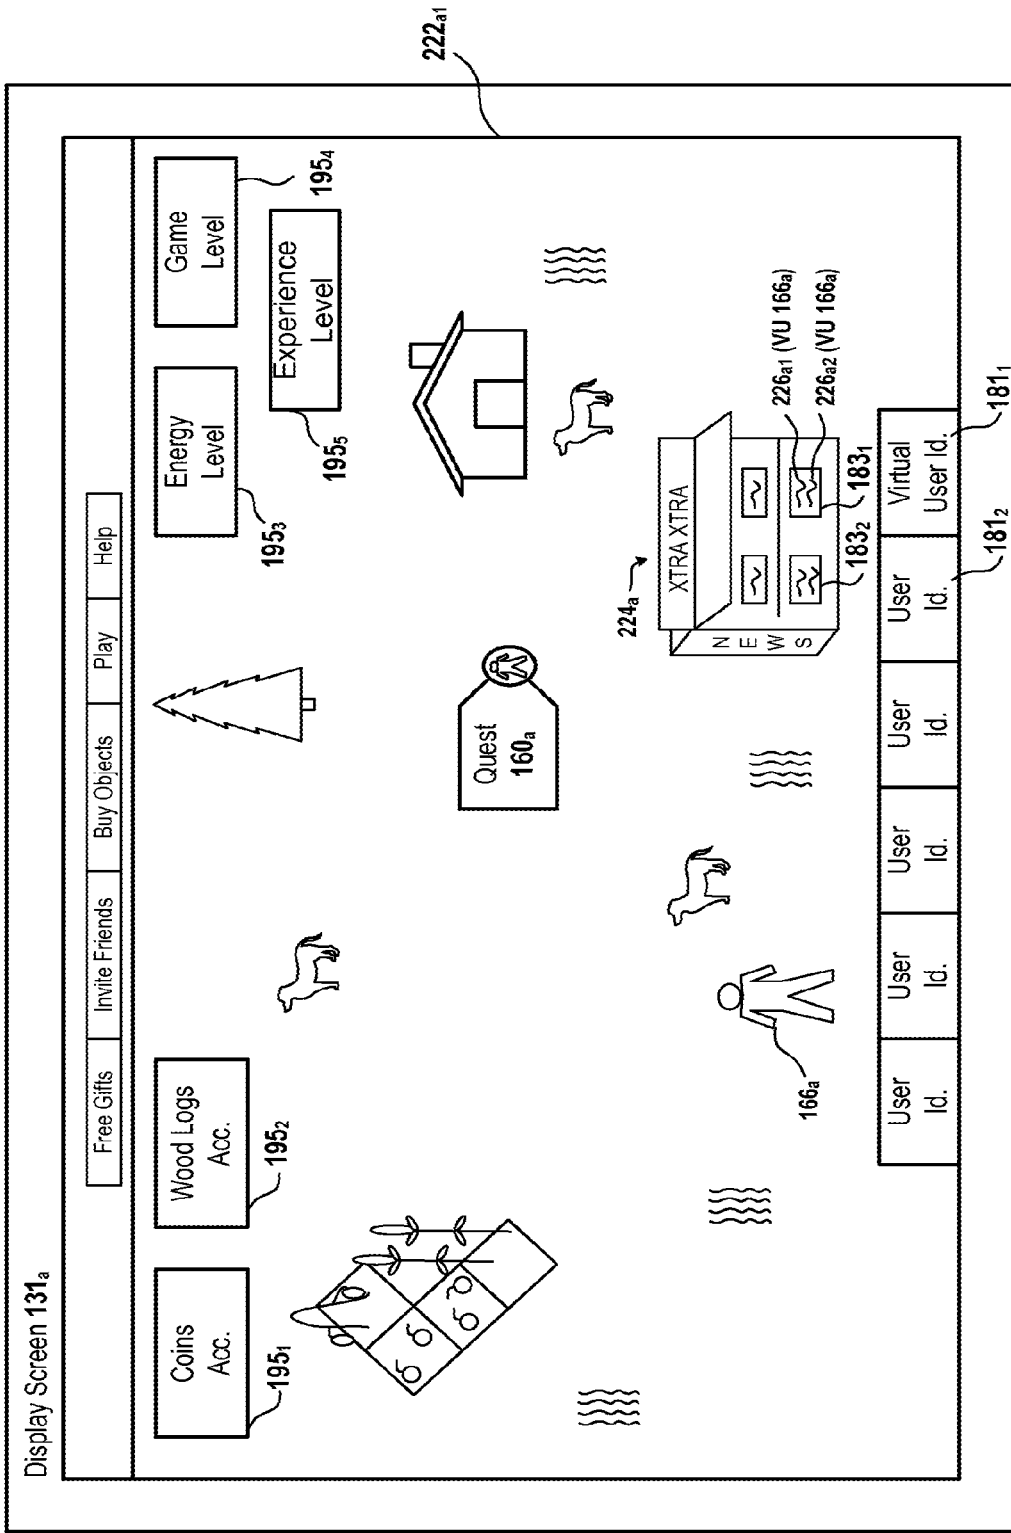 Display Screen 131a
222a1
Free Gifts
Invite Friends
Buy Objects
Play
Help
Coins
Acc.
195₁
Wood Logs
Acc.
195₂
Energy
Level
195₃
Game
Level
195₄
Experience
Level
195₅
Quest
160a
166a
224a
XTRA XTRA
N
E
W
S
226a1 (VU 166a)
226a2 (VU 166a)
183₁
183₂
User
Id.
User
Id.
User
Id.
User
Id.
User
Id.
Virtual
User Id.
181₂
181₁